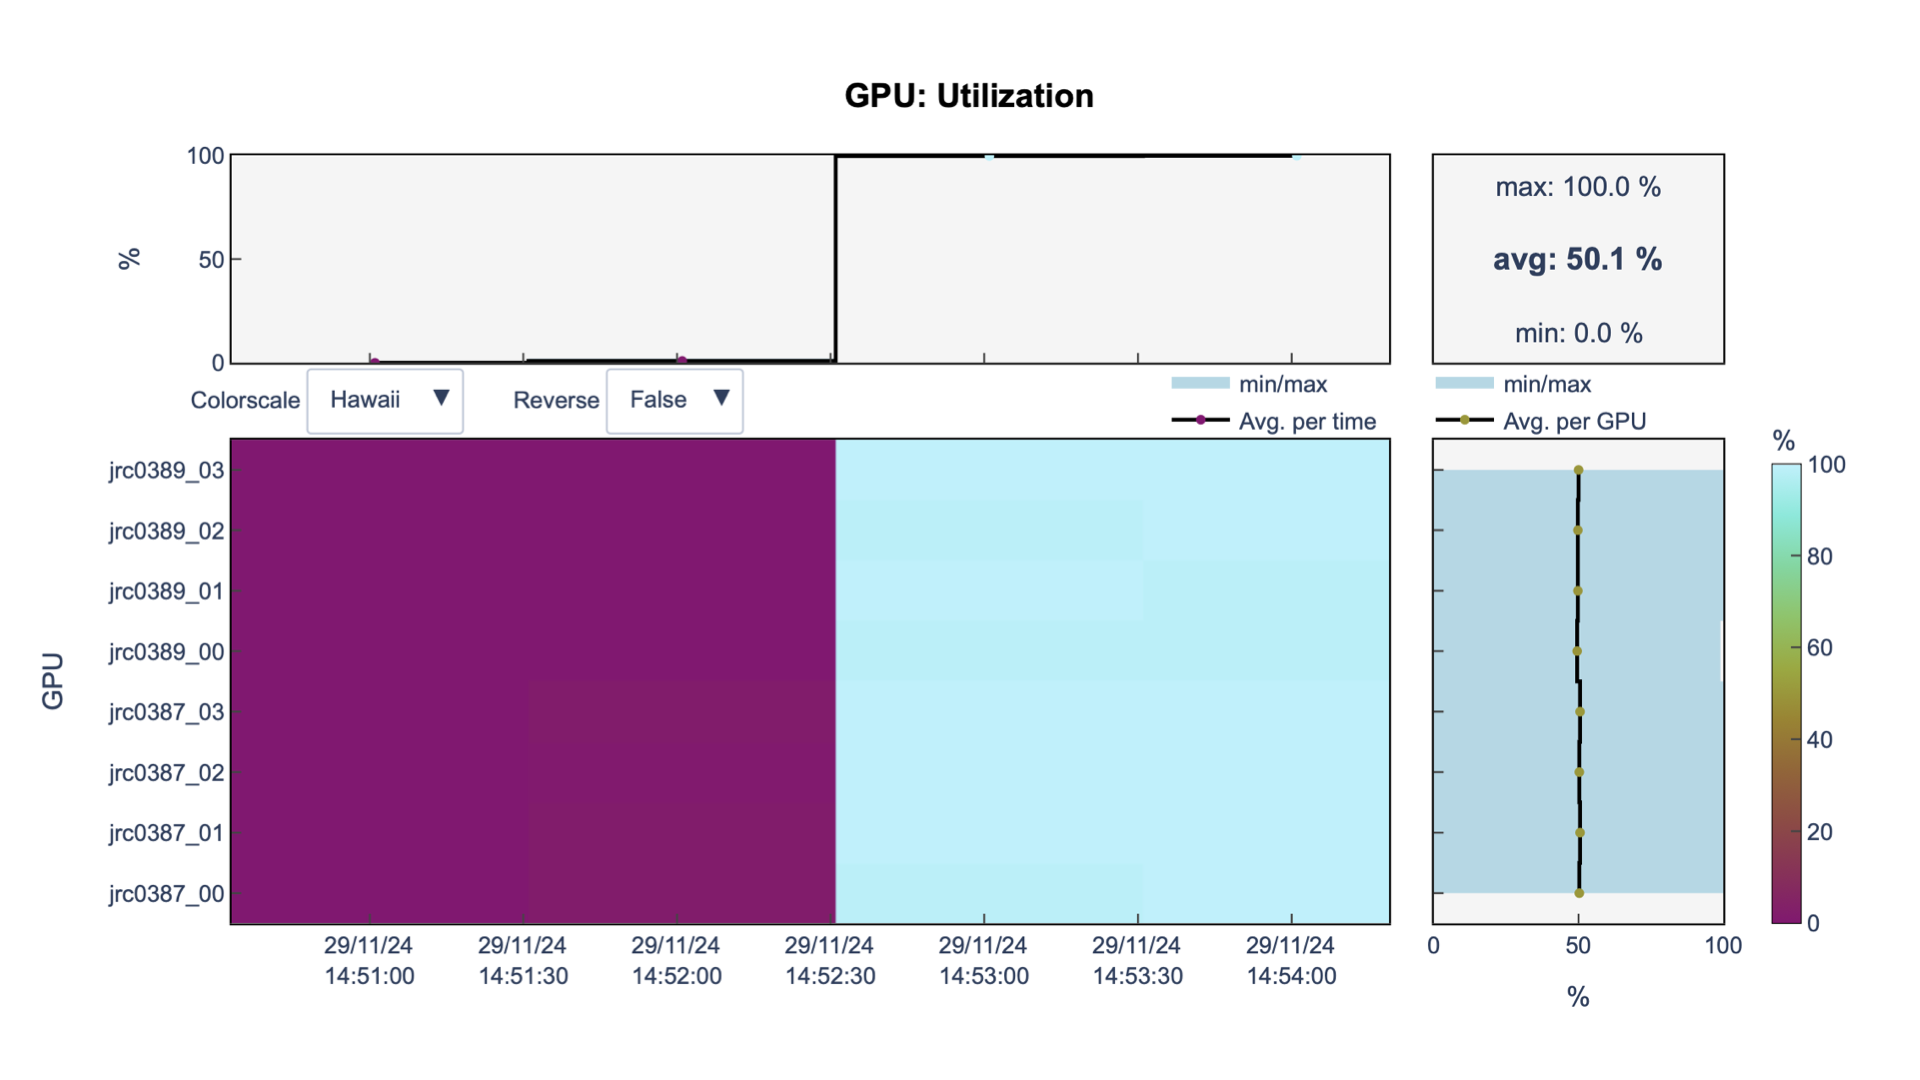 GPU: Utilization
100
50
0
%
max: 100.0 %
avg: 50.1 %
min: 0.0 %
Colorscale Hawaii ▼ Reverse False ▼
min/max
Avg. per time
min/max
Avg. per GPU
GPU
jrc0389_03
jrc0389_02
jrc0389_01
jrc0389_00
jrc0387_03
jrc0387_02
jrc0387_01
jrc0387_00
29/11/24
14:51:00
29/11/24
14:51:30
29/11/24
14:52:00
29/11/24
14:52:30
29/11/24
14:53:00
29/11/24
14:53:30
29/11/24
14:54:00
0 50 100
%
%
100
80
60
40
20
0